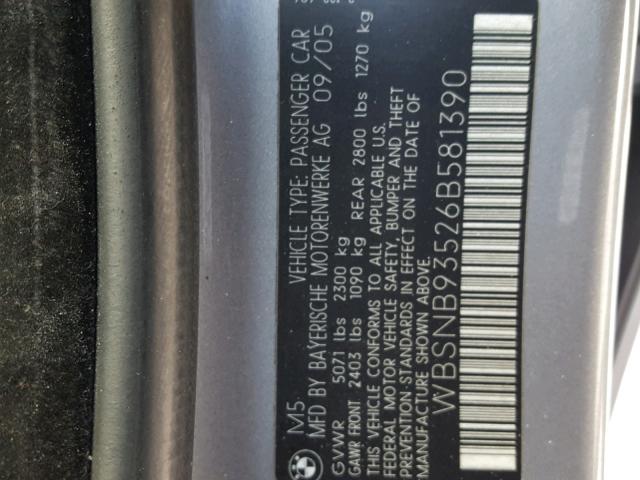 M5 VEHICLE TYPE: PASSENGER CAR
MFD BY BAYERISCHE MOTORENWERKE AG 09/05
GVWR 5071 lbs 2300 kg
GAWR FRONT 2403 lbs 1090 kg REAR 2800 lbs 1270 kg
THIS VEHICLE CONFORMS TO ALL APPLICABLE U.S.
FEDERAL MOTOR VEHICLE SAFETY, BUMPER AND THEFT
PREVENTION STANDARDS IN EFFECT ON THE DATE OF
MANUFACTURE SHOWN ABOVE.
WBSNB93526B581390